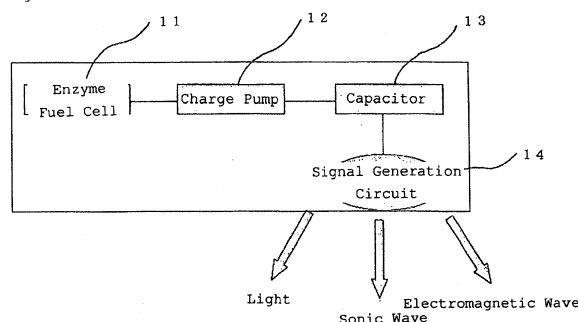 11
12
13
Enzyme
Fuel Cell
Charge Pump
Capacitor
Signal Generation
Circuit
14
Light
Sonic Wave
Electromagnetic Wave